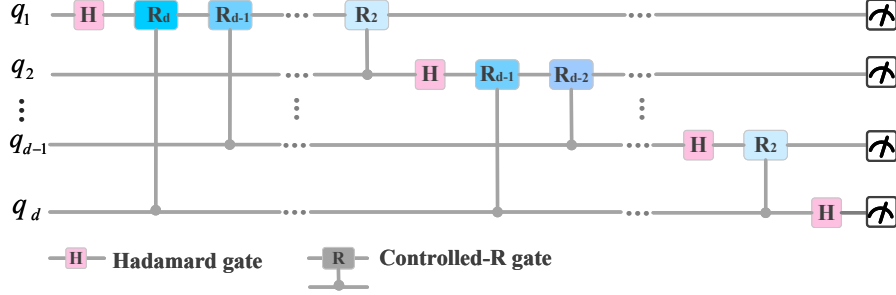 q1 H Rd Rd-1 ... R2 ...
q2 ... H Rd-1 Rd-2 ...
⋮ ⋮ ⋮
qd−1 ... ... H R2
qd ... ... H
H Hadamard gate R Controlled-R gate